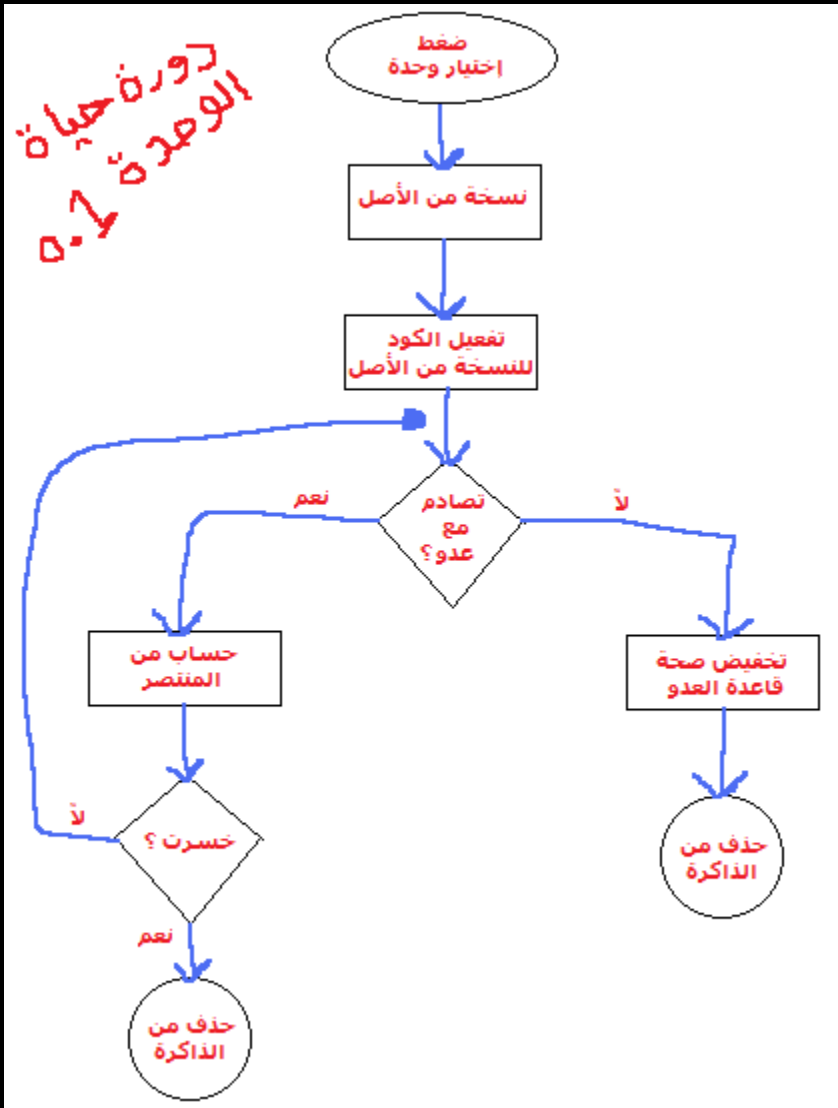 دورة حياة
الوحدة 0.1
ضغط
إختيار وحدة
نسخة من الأصل
تفعيل الكود
للنسخة من الأصل
تصادم
مع
عدو؟
نعم
لاً
حساب من
المنتصر
تخفيض صحة
قاعدة العدو
خسرت ؟
لاً
نعم
حذف من
الذاكرة
حذف من
الذاكرة